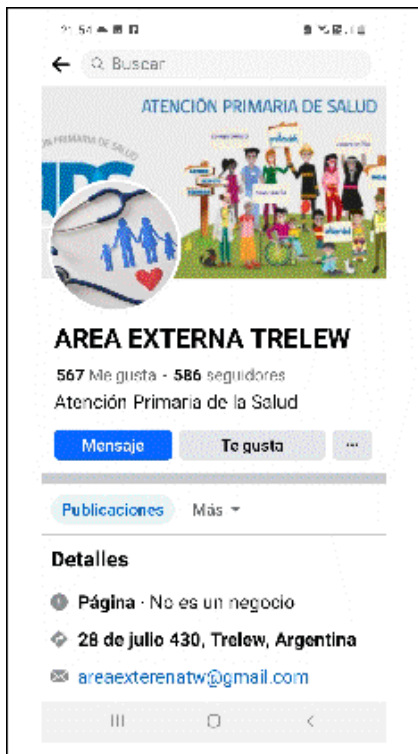 21:54
Buscar
ATENCIÓN PRIMARIA DE SALUD
AREA EXTERNA TRELEW
567 Me gusta · 586 seguidores
Atención Primaria de la Salud
Mensaje
Te gusta
Publicaciones
Más
Detalles
Página · No es un negocio
28 de julio 430, Trelew, Argentina
areaexterenatw@gmail.com